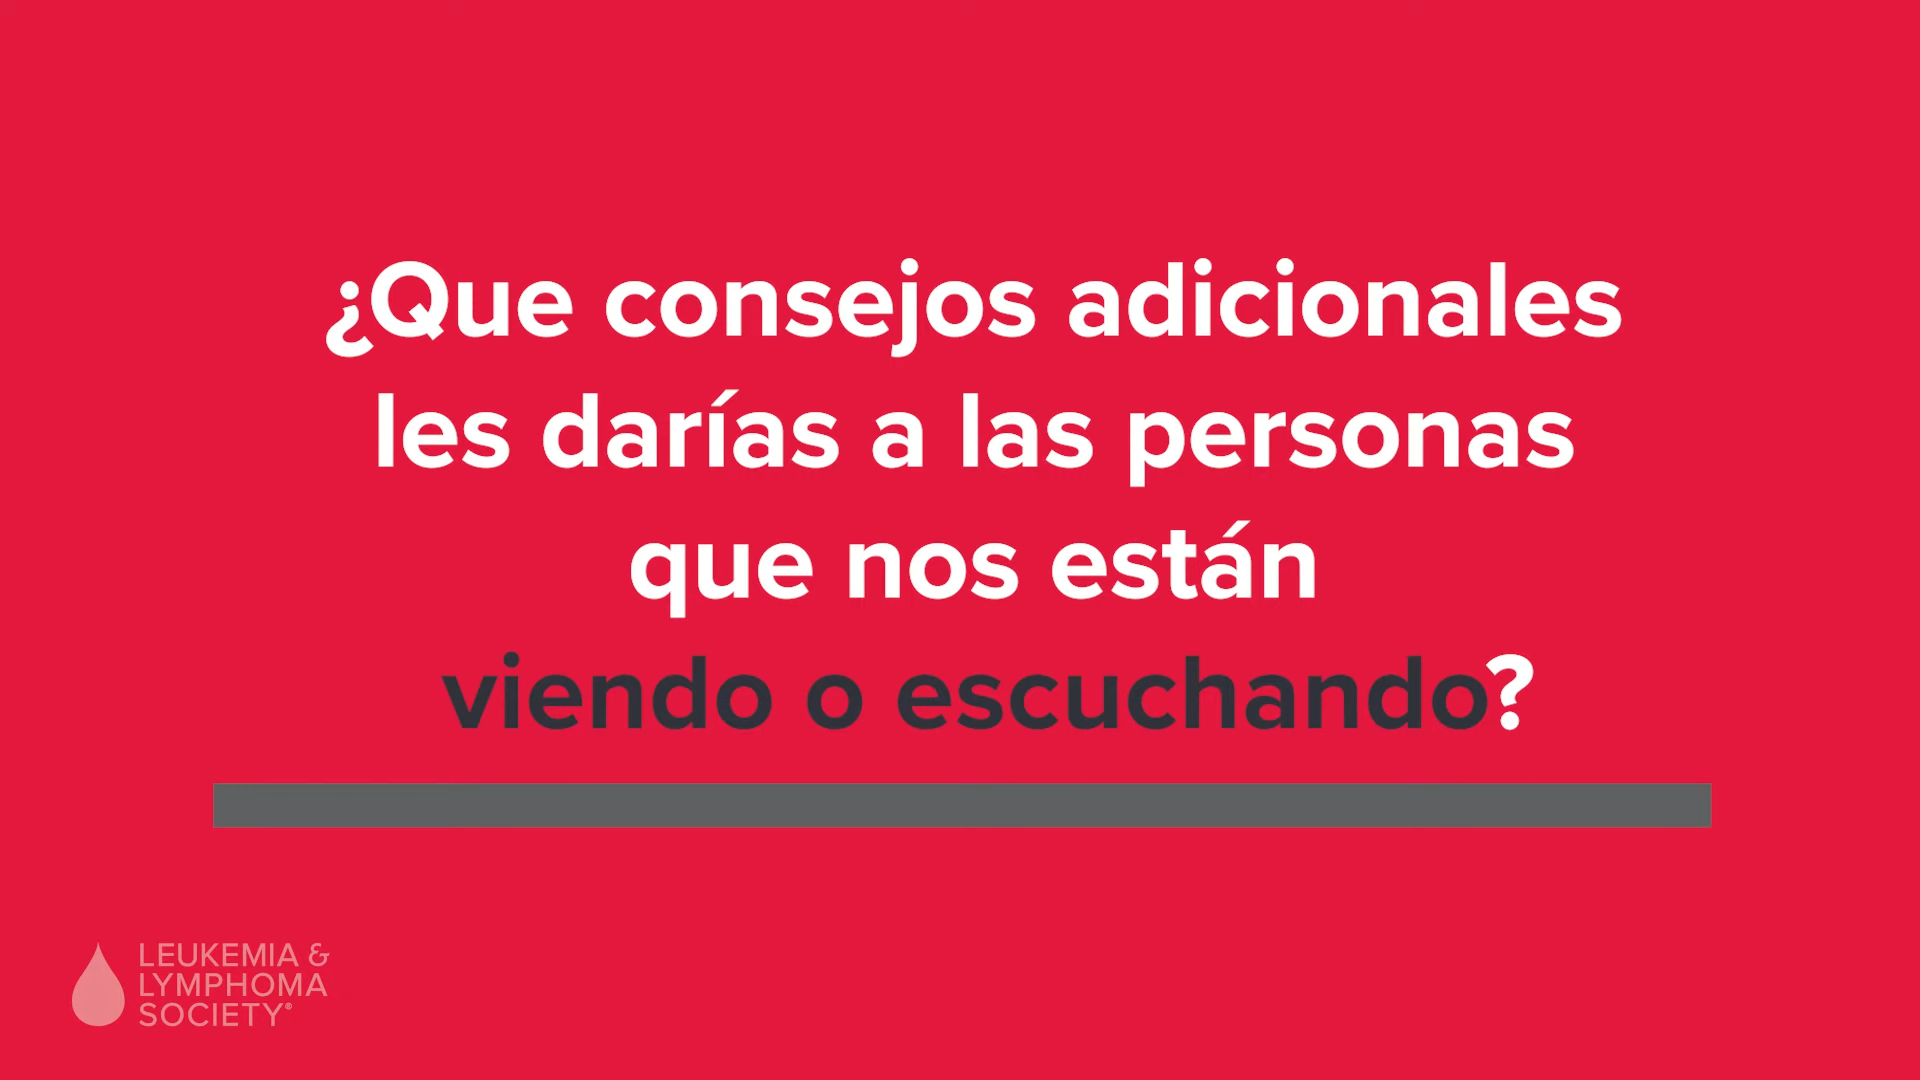 ¿Que consejos adicionales
les darías a las personas
que nos están
viendo o escuchando?
LEUKEMIA &
LYMPHOMA
SOCIETY®